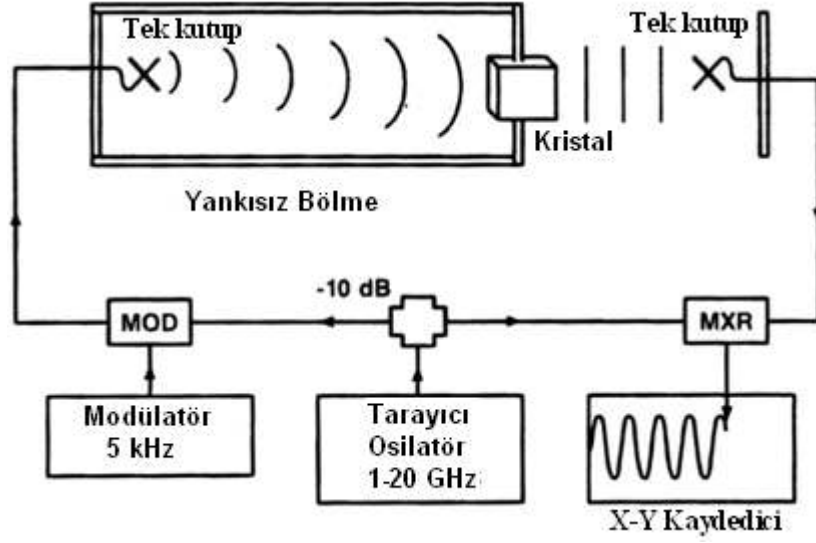 Tek kutup
Tek kutup
Kristal
Yankısız Bölme
-10 dB
MOD
MXR
Modülatör
5 kHz
Tarayıcı
Osilatör
1-20 GHz
X-Y Kaydedici